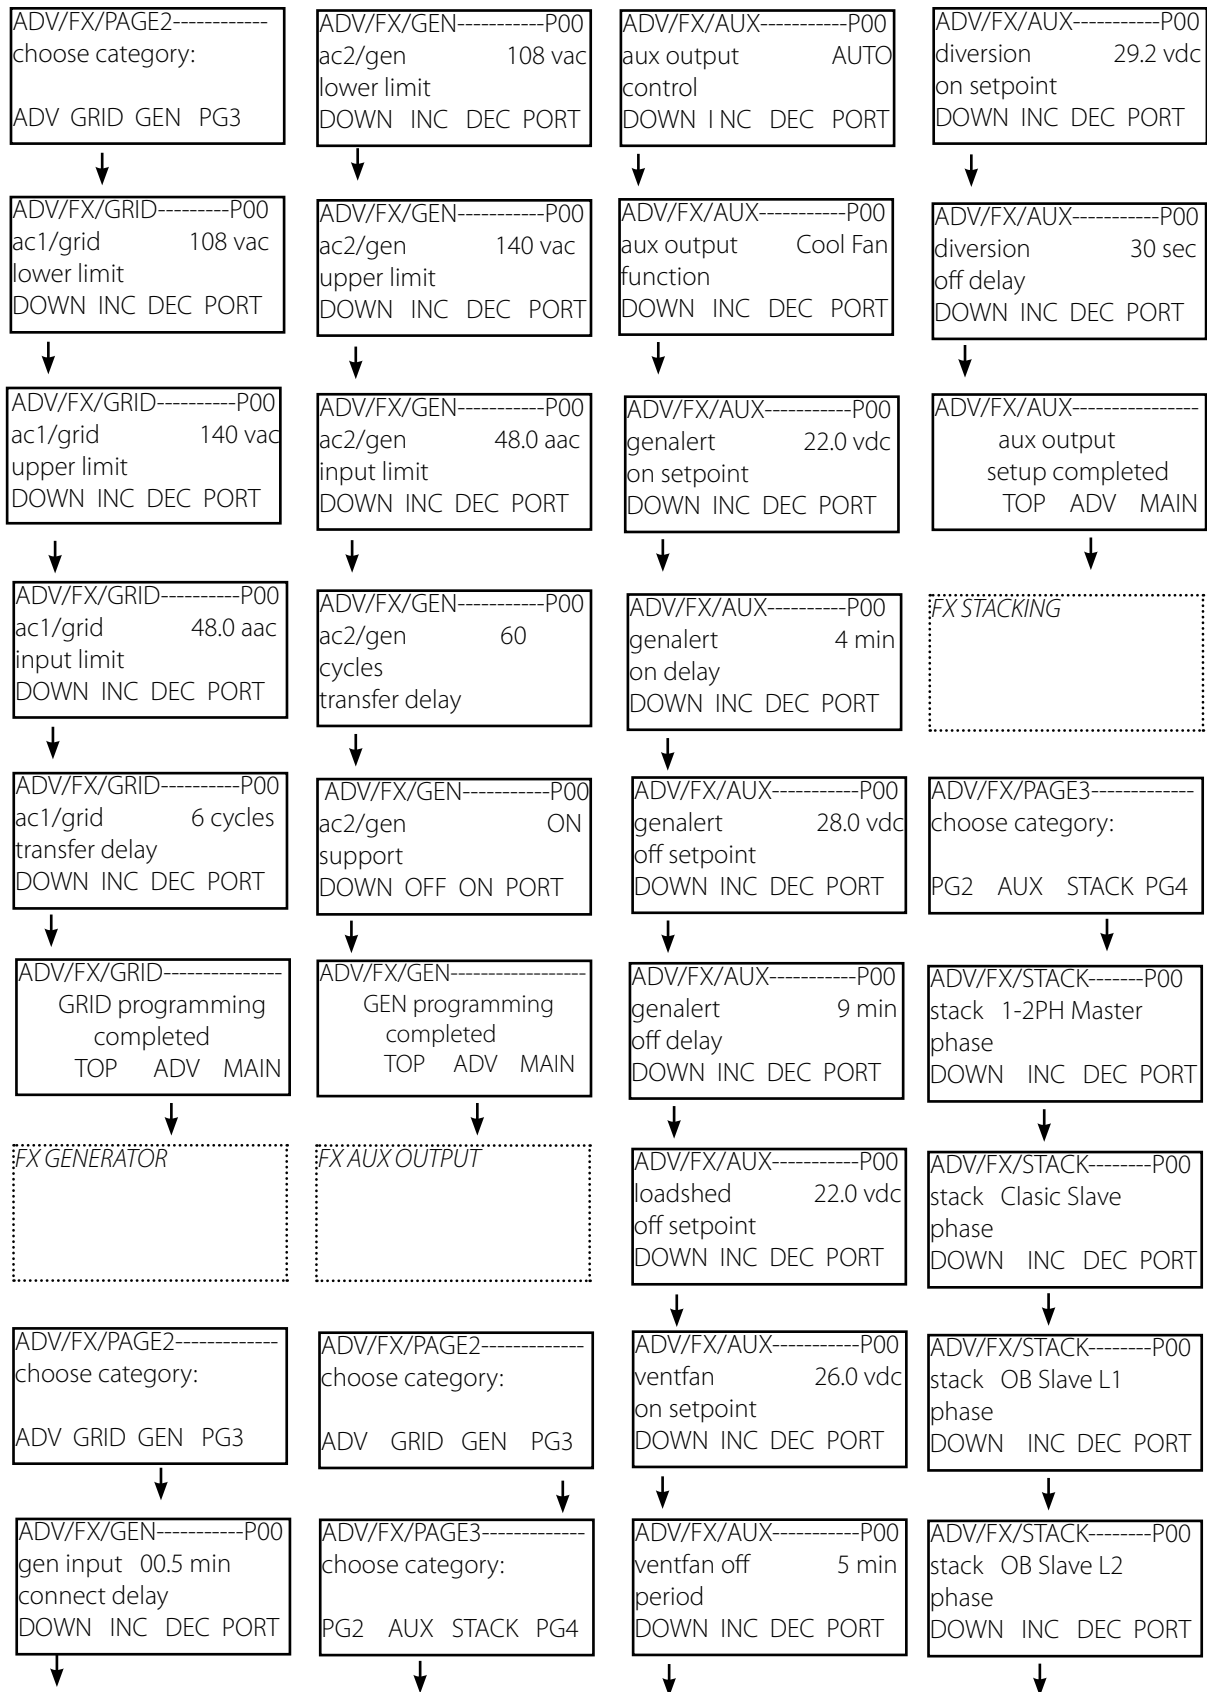 ADV/FX/PAGE2------------
choose category:
ADV GRID GEN PG3
ADV/FX/GRID---------P00
ac1/grid 108 vac
lower limit
DOWN INC DEC PORT
ADV/FX/GRID----------P00
ac1/grid 140 vac
upper limit
DOWN INC DEC PORT
ADV/FX/GRID----------P00
ac1/grid 48.0 aac
input limit
DOWN INC DEC PORT
ADV/FX/GRID----------P00
ac1/grid 6 cycles
transfer delay
DOWN INC DEC PORT
ADV/FX/GRID---------------
GRID programming
completed
TOP ADV MAIN
FX GENERATOR
ADV/FX/PAGE2-------------
choose category:
ADV GRID GEN PG3
ADV/FX/GEN-----------P00
gen input 00.5 min
connect delay
DOWN INC DEC PORT
ADV/FX/GEN-----------P00
ac2/gen 108 vac
lower limit
DOWN INC DEC PORT
ADV/FX/GEN-----------P00
ac2/gen 140 vac
upper limit
DOWN INC DEC PORT
ADV/FX/GEN-----------P00
ac2/gen 48.0 aac
input limit
DOWN INC DEC PORT
ADV/FX/GEN-----------P00
ac2/gen 60
cycles
transfer delay
ADV/FX/GEN-----------P00
ac2/gen ON
support
DOWN OFF ON PORT
ADV/FX/GEN-----------------
GEN programming
completed
TOP ADV MAIN
FX AUX OUTPUT
ADV/FX/PAGE2-------------
choose category:
ADV GRID GEN PG3
ADV/FX/PAGE3-------------
choose category:
PG2 AUX STACK PG4
ADV/FX/AUX-----------P00
aux output AUTO
control
DOWN I NC DEC PORT
ADV/FX/AUX-----------P00
aux output Cool Fan
function
DOWN INC DEC PORT
ADV/FX/AUX-----------P00
genalert 22.0 vdc
on setpoint
DOWN INC DEC PORT
ADV/FX/AUX----------P00
genalert 4 min
on delay
DOWN INC DEC PORT
ADV/FX/AUX-----------P00
genalert 28.0 vdc
off setpoint
DOWN INC DEC PORT
ADV/FX/AUX-----------P00
genalert 9 min
off delay
DOWN INC DEC PORT
ADV/FX/AUX-----------P00
loadshed 22.0 vdc
off setpoint
DOWN INC DEC PORT
ADV/FX/AUX-----------P00
ventfan 26.0 vdc
on setpoint
DOWN INC DEC PORT
ADV/FX/AUX-----------P00
ventfan off 5 min
period
DOWN INC DEC PORT
ADV/FX/AUX-----------P00
diversion 29.2 vdc
on setpoint
DOWN INC DEC PORT
ADV/FX/AUX-----------P00
diversion 30 sec
off delay
DOWN INC DEC PORT
ADV/FX/AUX----------------
aux output
setup completed
TOP ADV MAIN
FX STACKING
ADV/FX/PAGE3-------------
choose category:
PG2 AUX STACK PG4
ADV/FX/STACK-------P00
stack 1-2PH Master
phase
DOWN INC DEC PORT
ADV/FX/STACK--------P00
stack Clasic Slave
phase
DOWN INC DEC PORT
ADV/FX/STACK--------P00
stack OB Slave L1
phase
DOWN INC DEC PORT
ADV/FX/STACK--------P00
stack OB Slave L2
phase
DOWN INC DEC PORT